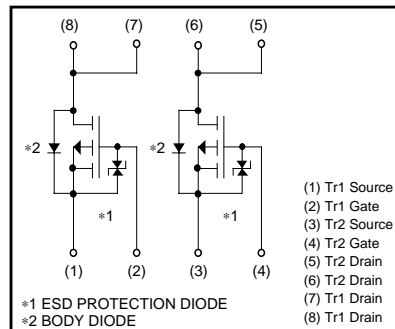 (8) (7) (6) (5)
∗2 ∗2
∗1 ∗1
(1) (2) (3) (4)
∗1 ESD PROTECTION DIODE
∗2 BODY DIODE
(1) Tr1 Source
(2) Tr1 Gate
(3) Tr2 Source
(4) Tr2 Gate
(5) Tr2 Drain
(6) Tr2 Drain
(7) Tr1 Drain
(8) Tr1 Drain